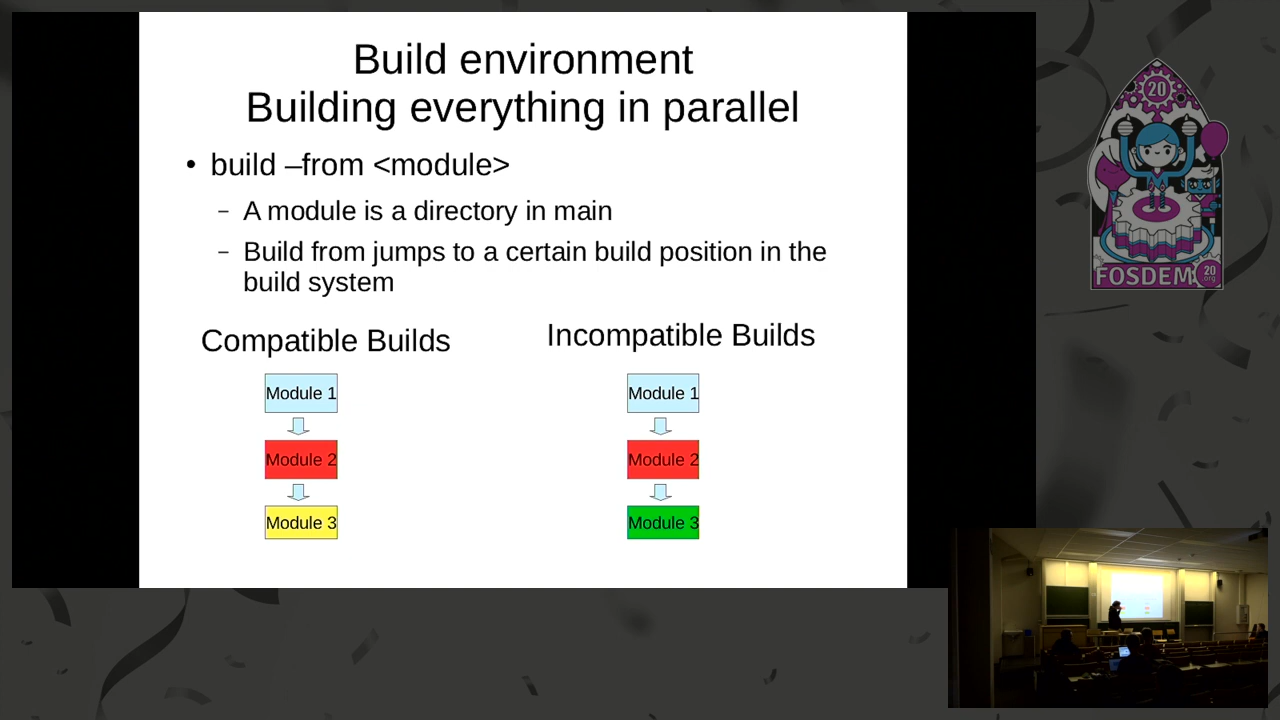 Build environment
Building everything in parallel
• build –from <module>
– A module is a directory in main
– Build from jumps to a certain build position in the
build system
Compatible Builds
Incompatible Builds
Module 1
Module 1
Module 2
Module 2
Module 3
Module 3
20
FOSDEM
20
.org